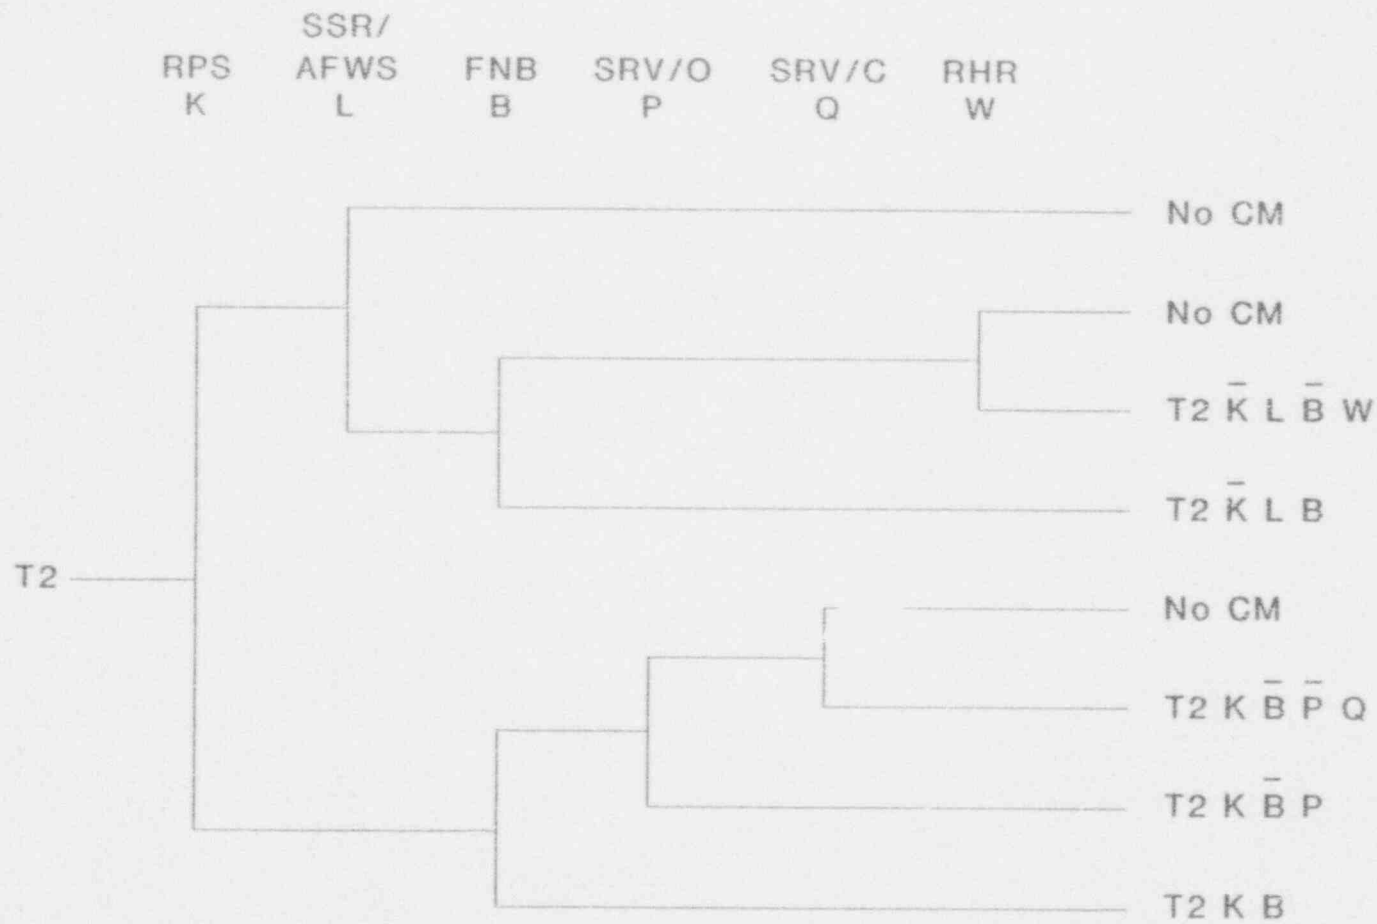 SSR/
RPS AFWS FNB SRV/O SRV/C RHR
K L B P Q W
No CM
No CM
T2 K̅ L B̅ W
T2 K̅ L B
T2
No CM
T2 K B̅ P̅ Q
T2 K B̅ P
T2 K B